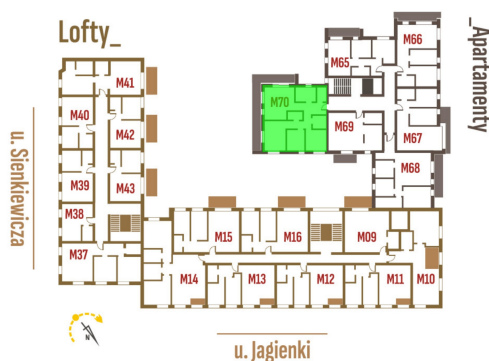 Lofty_
_Apartamenty
M66
M65
M41
M70
M40
M42
M69
M67
M39
M43
M68
M38
M37
M15
M16
M09
M14
M13
M12
M11
M10
u. Sienkiewicza
u. Jagienki
N